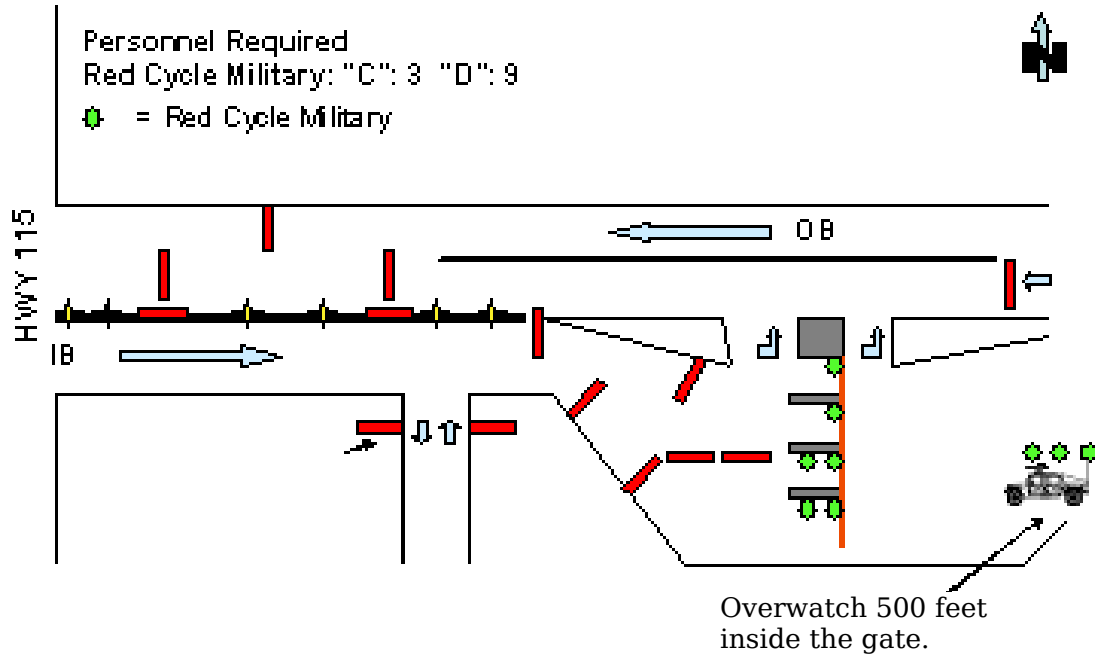 Personnel Required
Red Cycle Military: "C": 3 "D": 9
= Red Cycle Military
N
HWY 115
OB
IB
Overwatch 500 feet
inside the gate.